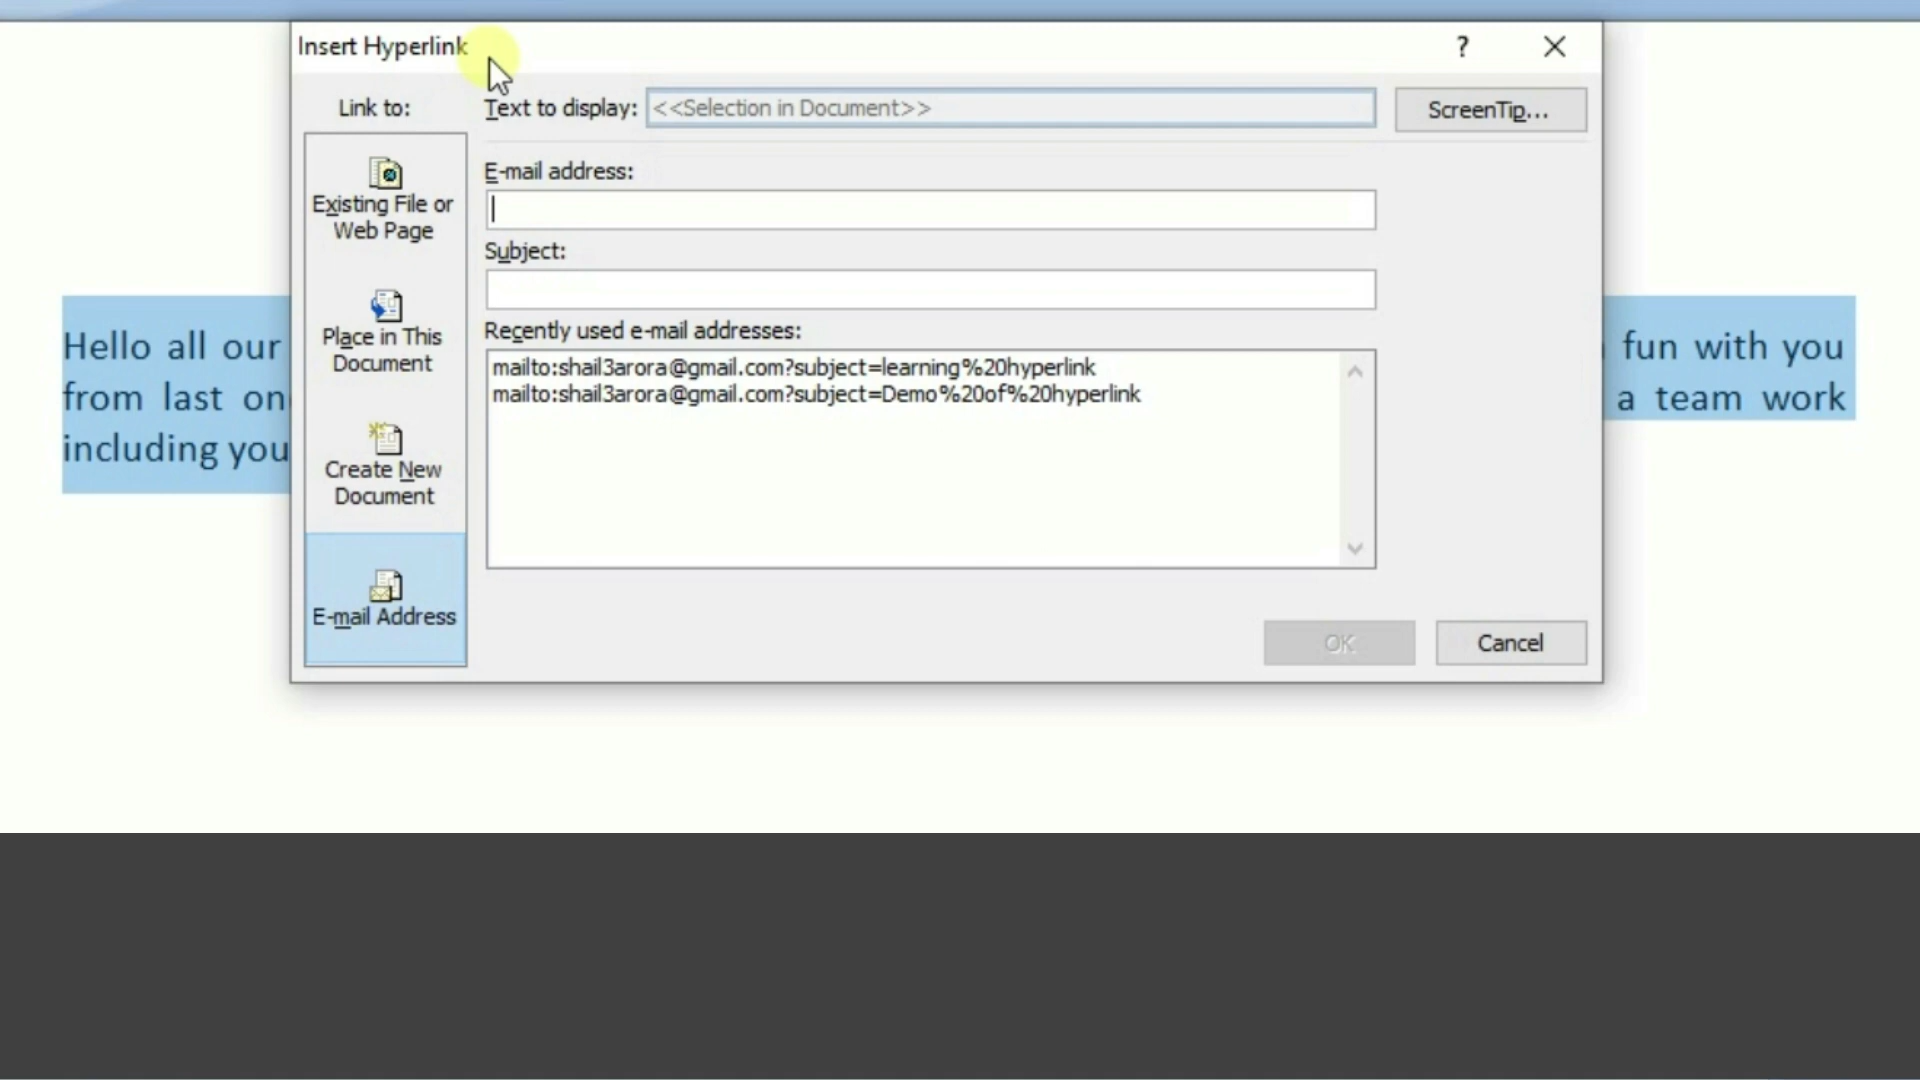 Insert Hyperlink
?
Link to:
Text to display: <<Selection in Document>>
ScreenTip...
Existing File or
Web Page
Place in This
Document
Create New
Document
E-mail Address
E-mail address:
Subject:
Recently used e-mail addresses:
mailto:shail3arora@gmail.com?subject=learning%20hyperlink
mailto:shail3arora@gmail.com?subject=Demo%20of%20hyperlink
OK
Cancel
Hello all our
fun with you
from last
a team work
including you